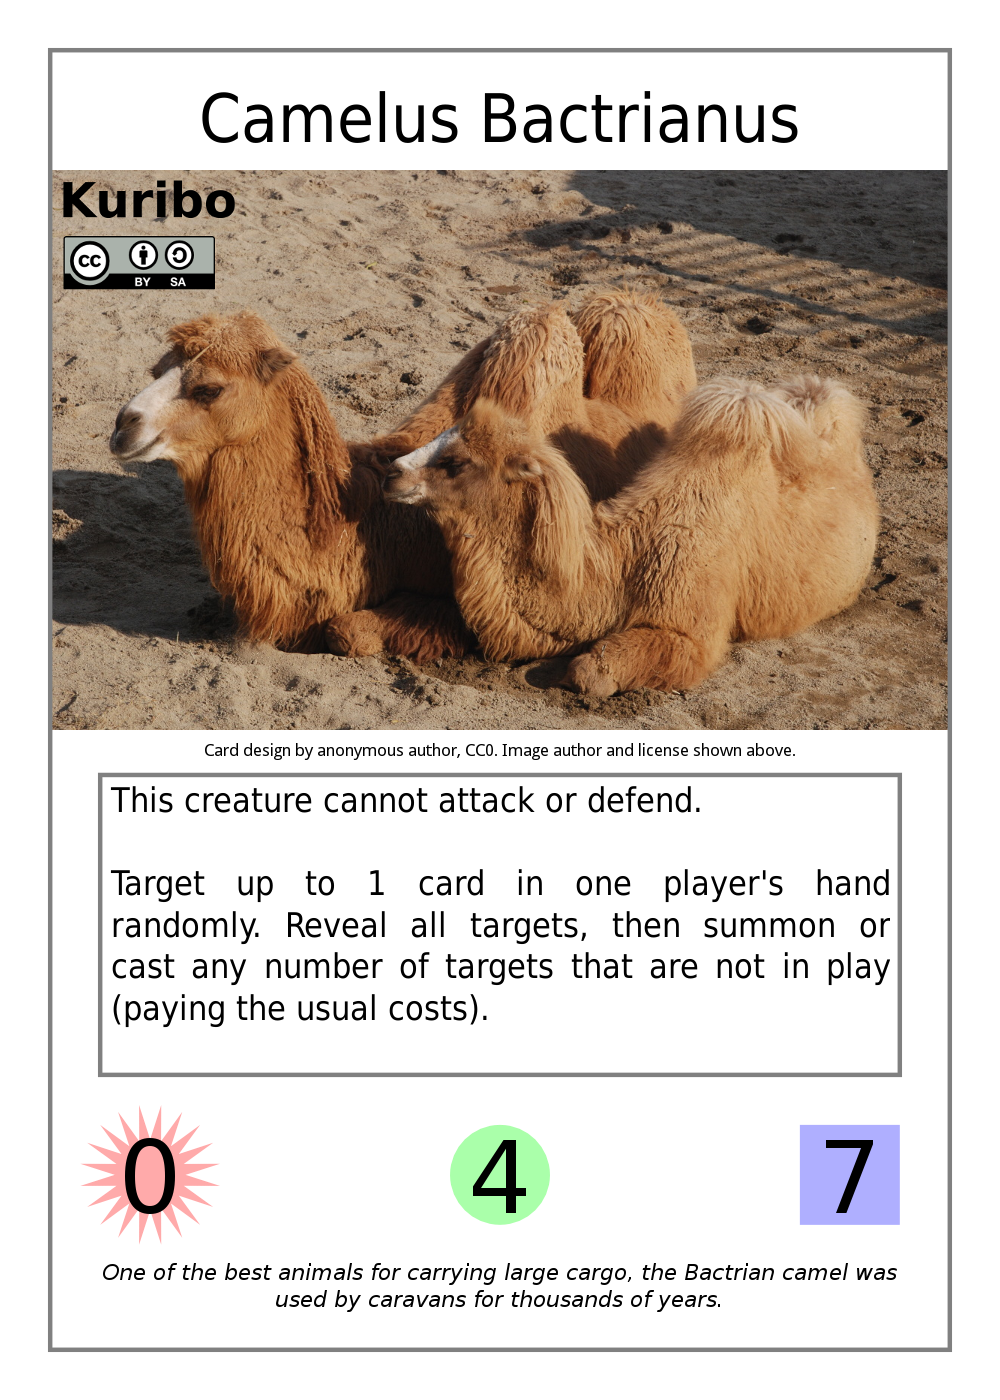 Camelus Bactrianus
Kuribo
cc
BY SA
Card design by anonymous author, CC0. Image author and license shown above.
This creature cannot attack or defend.
Target up to 1 card in one player's hand
randomly. Reveal all targets, then summon or
cast any number of targets that are not in play
(paying the usual costs).
0 4 7
One of the best animals for carrying large cargo, the Bactrian camel was
used by caravans for thousands of years.